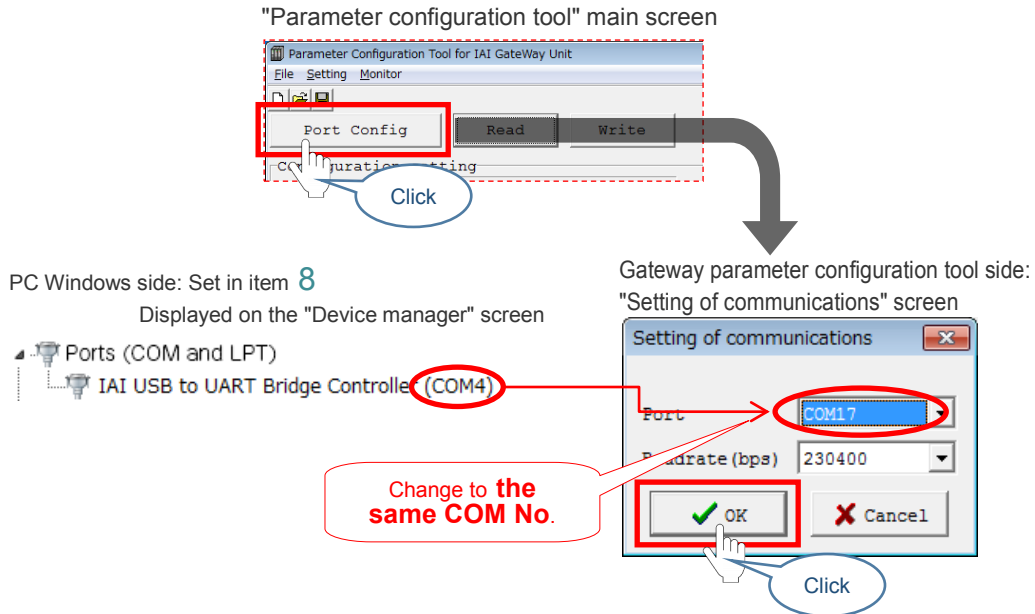 "Parameter configuration tool" main screen
Parameter Configuration Tool for IAI GateWay Unit
File Setting Monitor
Port Config Read Write
Click
PC Windows side: Set in item 8
Displayed on the "Device manager" screen
Ports (COM and LPT)
IAI USB to UART Bridge Controller (COM4)
Gateway parameter configuration tool side:
"Setting of communications" screen
Setting of communications
Port COM17
(bps) 230400
Change to the
same COM No.
OK Cancel
Click